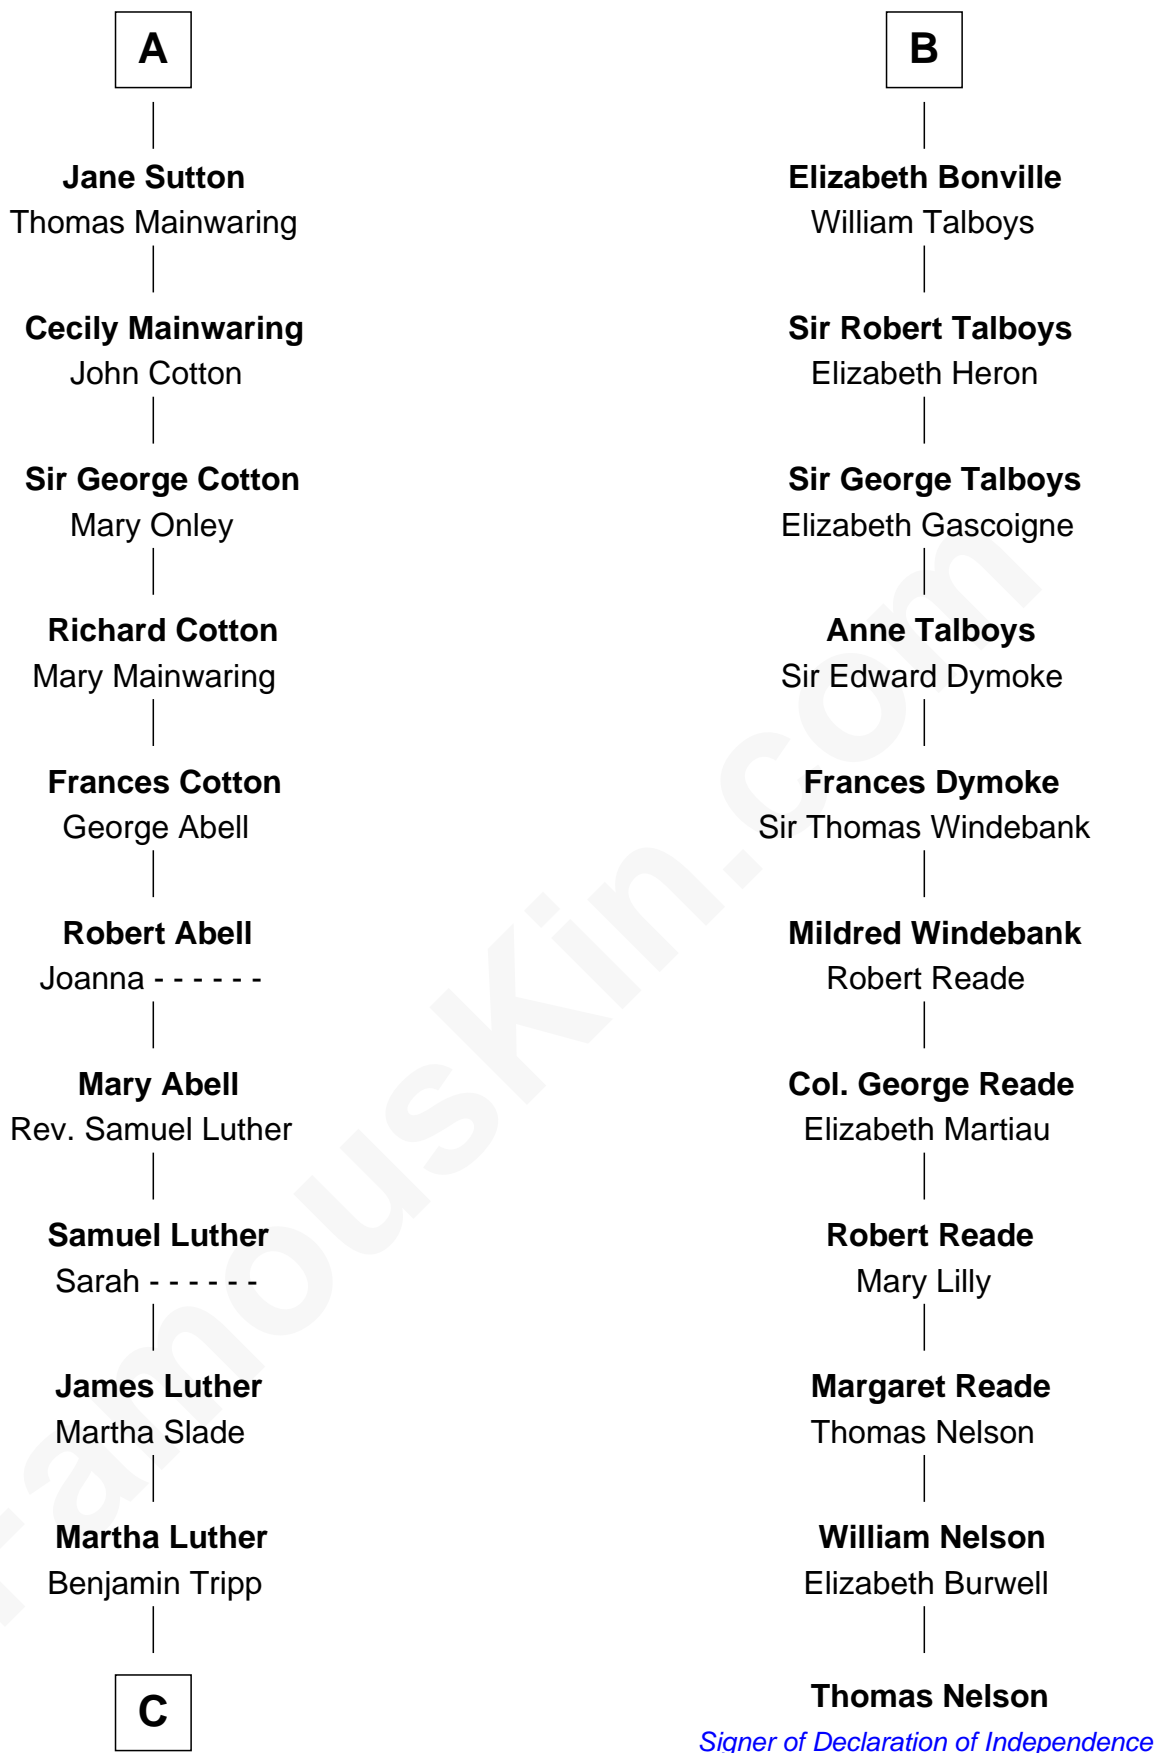 A
Jane Sutton
Thomas Mainwaring
Cecily Mainwaring
John Cotton
Sir George Cotton
Mary Onley
Richard Cotton
Mary Mainwaring
Frances Cotton
George Abell
Robert Abell
Joanna - - - - - -
Mary Abell
Rev. Samuel Luther
Samuel Luther
Sarah - - - - - -
James Luther
Martha Slade
Martha Luther
Benjamin Tripp
C
B
Elizabeth Bonville
William Talboys
Sir Robert Talboys
Elizabeth Heron
Sir George Talboys
Elizabeth Gascoigne
Anne Talboys
Sir Edward Dymoke
Frances Dymoke
Sir Thomas Windebank
Mildred Windebank
Robert Reade
Col. George Reade
Elizabeth Martiau
Robert Reade
Mary Lilly
Margaret Reade
Thomas Nelson
William Nelson
Elizabeth Burwell
Thomas Nelson
Signer of Declaration of Independence
FamousKin.com